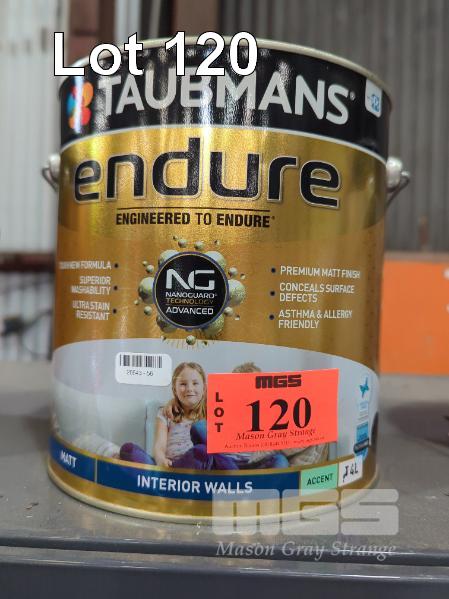 Lot 120
TAUBMANS®
endure
ENGINEERED TO ENDURE®
FORMULA
SUPERIOR
WASHABILITY
ULTRA STAIN
RESISTANT
NG
NANOGUARD®
TECHNOLOGY
ADVANCED
• PREMIUM MATT FINISH
• CONCEALS SURFACE
DEFECTS
• ASTHMA & ALLERGY
FRIENDLY
MGS
LOT
120
Mason Gray Strange
MATT
INTERIOR WALLS
ACCENT
4L
MGS
Mason Gray Strange